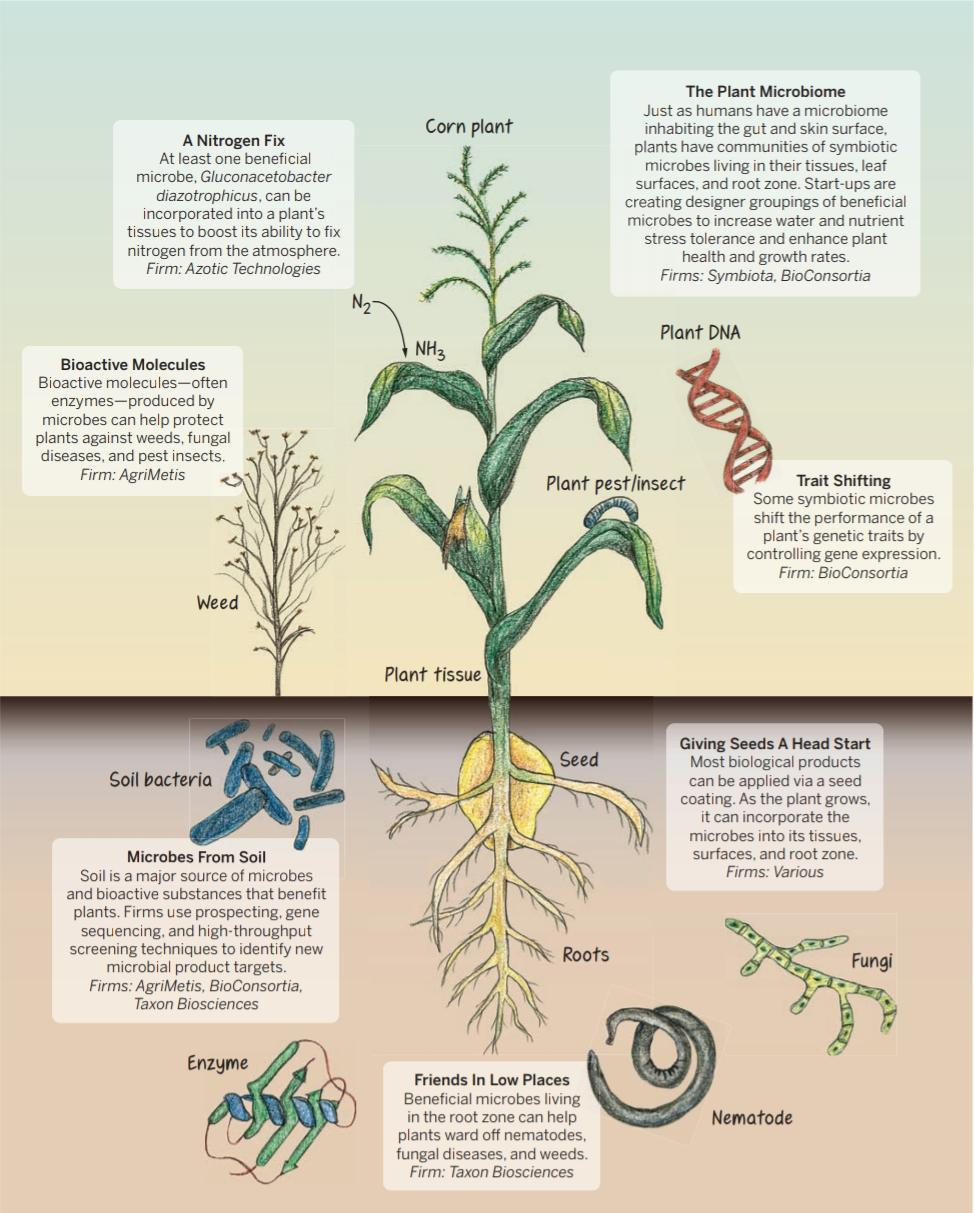 Corn plant
The Plant Microbiome
Just as humans have a microbiome
inhabiting the gut and skin surface,
plants have communities of symbiotic
microbes living in their tissues, leaf
surfaces, and root zone. Start-ups are
creating designer groupings of beneficial
microbes to increase water and nutrient
stress tolerance and enhance plant
health and growth rates.
Firms: Symbiota, BioConsortia
A Nitrogen Fix
At least one beneficial
microbe, Gluconacetobacter
diazotrophicus, can be
incorporated into a plant's
tissues to boost its ability to fix
nitrogen from the atmosphere.
Firm: Azotic Technologies
N₂
NH₃
Plant DNA
Bioactive Molecules
Bioactive molecules—often
enzymes—produced by
microbes can help protect
plants against weeds, fungal
diseases, and pest insects.
Firm: AgriMetis
Plant pest/insect
Trait Shifting
Some symbiotic microbes
shift the performance of a
plant's genetic traits by
controlling gene expression.
Firm: BioConsortia
Weed
Plant tissue
Soil bacteria
Seed
Giving Seeds A Head Start
Most biological products
can be applied via a seed
coating. As the plant grows,
it can incorporate the
microbes into its tissues,
surfaces, and root zone.
Firms: Various
Microbes From Soil
Soil is a major source of microbes
and bioactive substances that benefit
plants. Firms use prospecting, gene
sequencing, and high-throughput
screening techniques to identify new
microbial product targets.
Firms: AgriMetis, BioConsortia,
Taxon Biosciences
Roots
Fungi
Enzyme
Friends In Low Places
Beneficial microbes living
in the root zone can help
plants ward off nematodes,
fungal diseases, and weeds.
Firm: Taxon Biosciences
Nematode